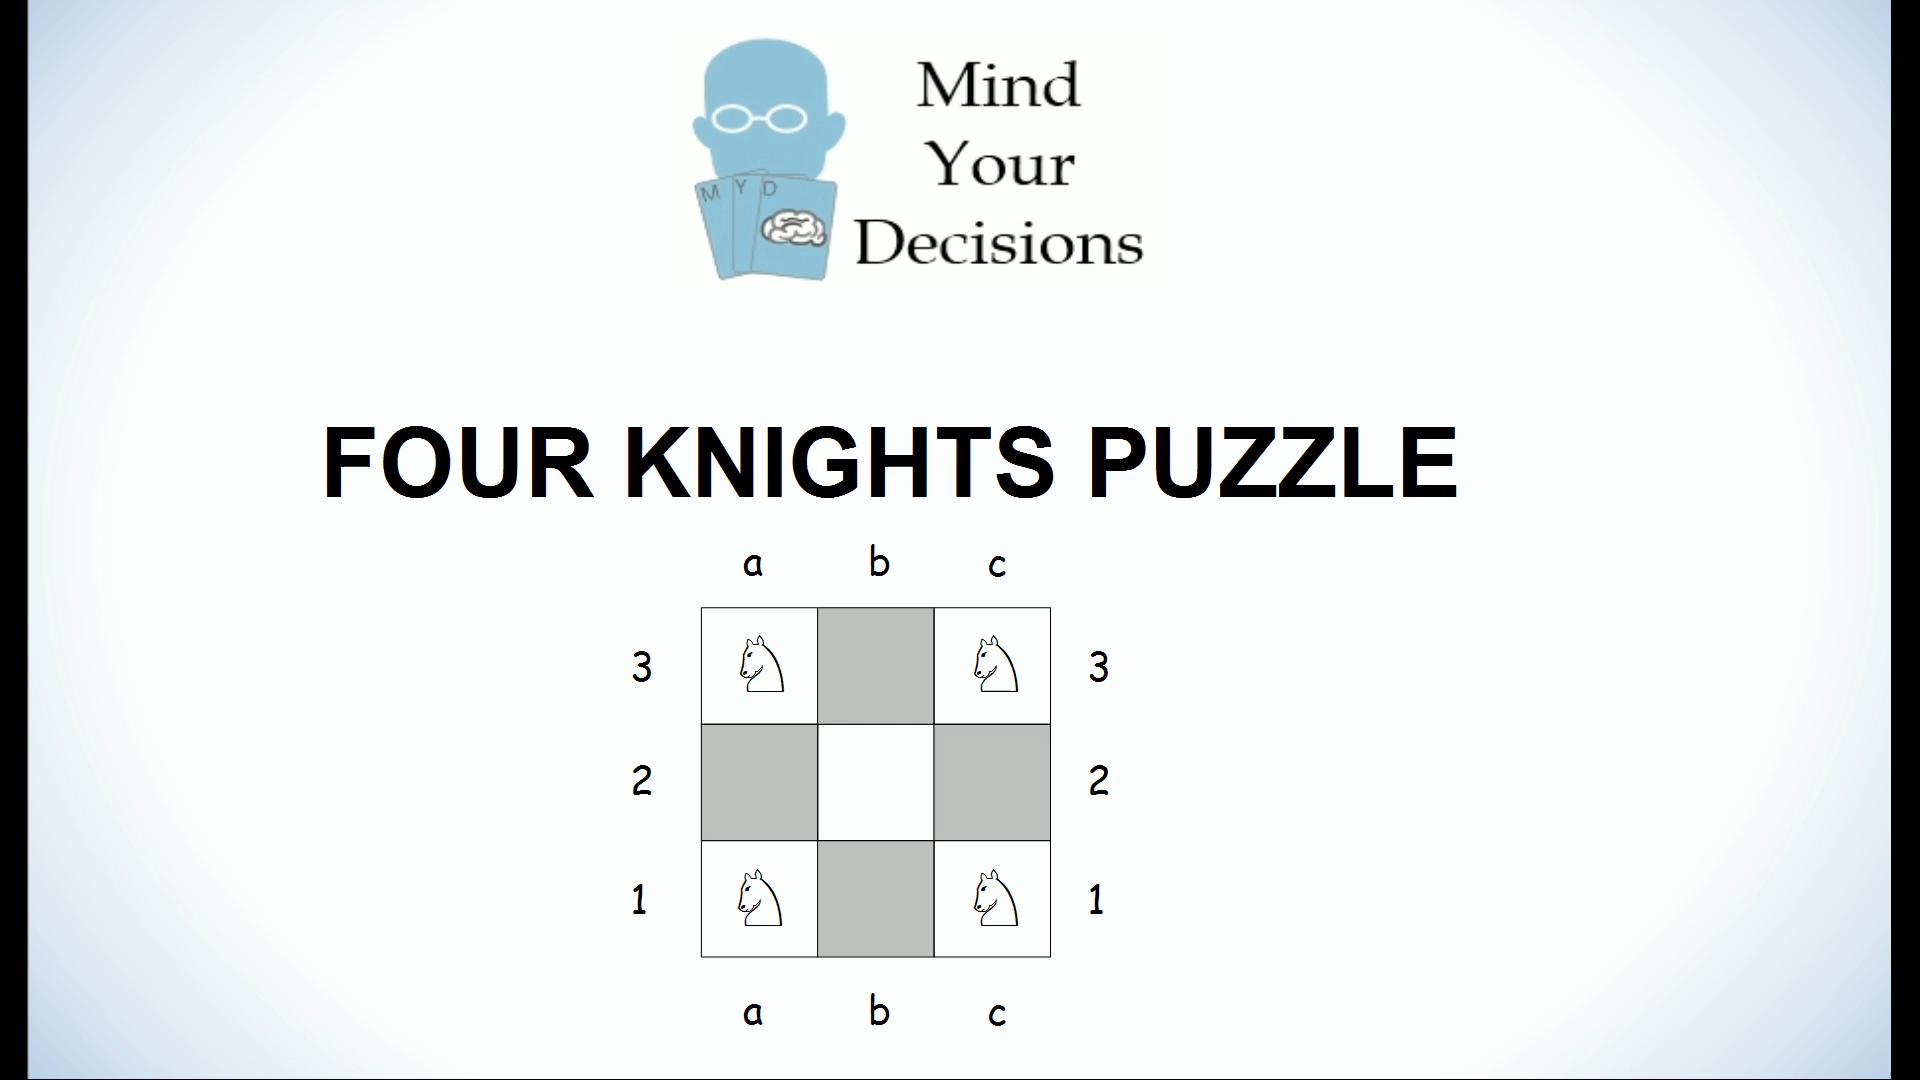 Mind
Your
Decisions
M Y D
FOUR KNIGHTS PUZZLE
a b c
3 3
2 2
1 1
a b c